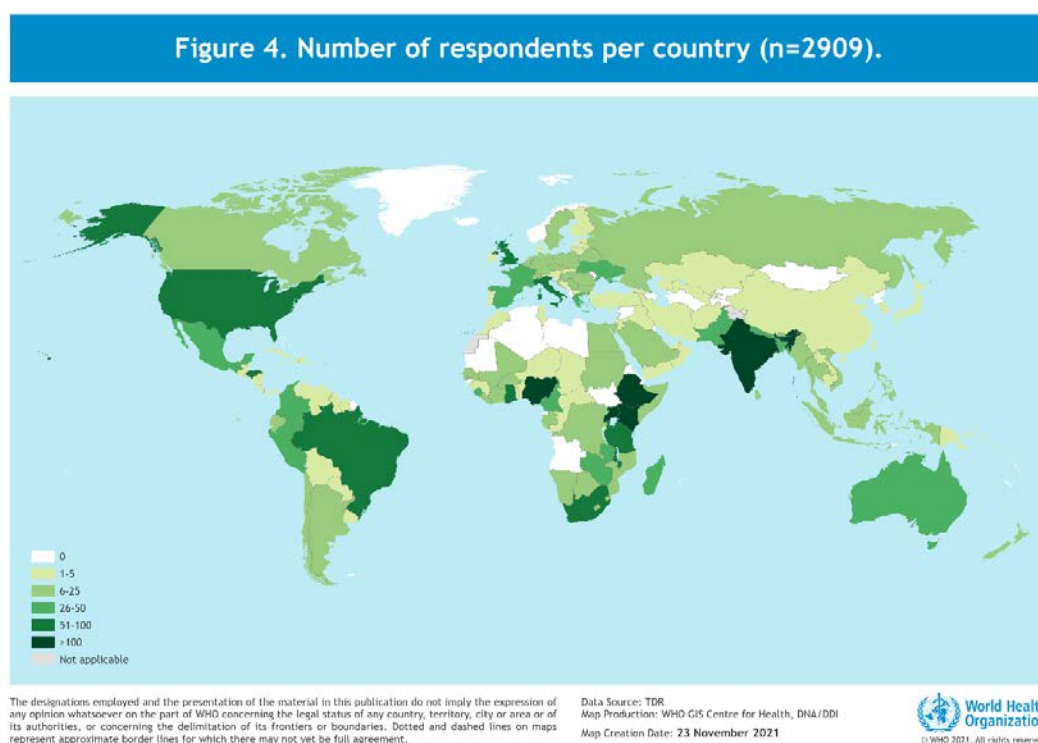 Figure 4. Number of respondents per country (n=2909).
0
1-5
6-25
26-50
51-100
>100
Not applicable
The designations employed and the presentation of the material in this publication do not imply the expression of
any opinion whatsoever on the part of WHO concerning the legal status of any country, territory, city or area or of
its authorities, or concerning the delimitation of its frontiers or boundaries. Dotted and dashed lines on maps
represent approximate border lines for which there may not yet be full agreement.
Data Source: TDR
Map Production: WHO GIS Centre for Health, DNA/DDI
Map Creation Date: 23 November 2021
World Healt
Organizatio
© WHO 2021. All rights reserve